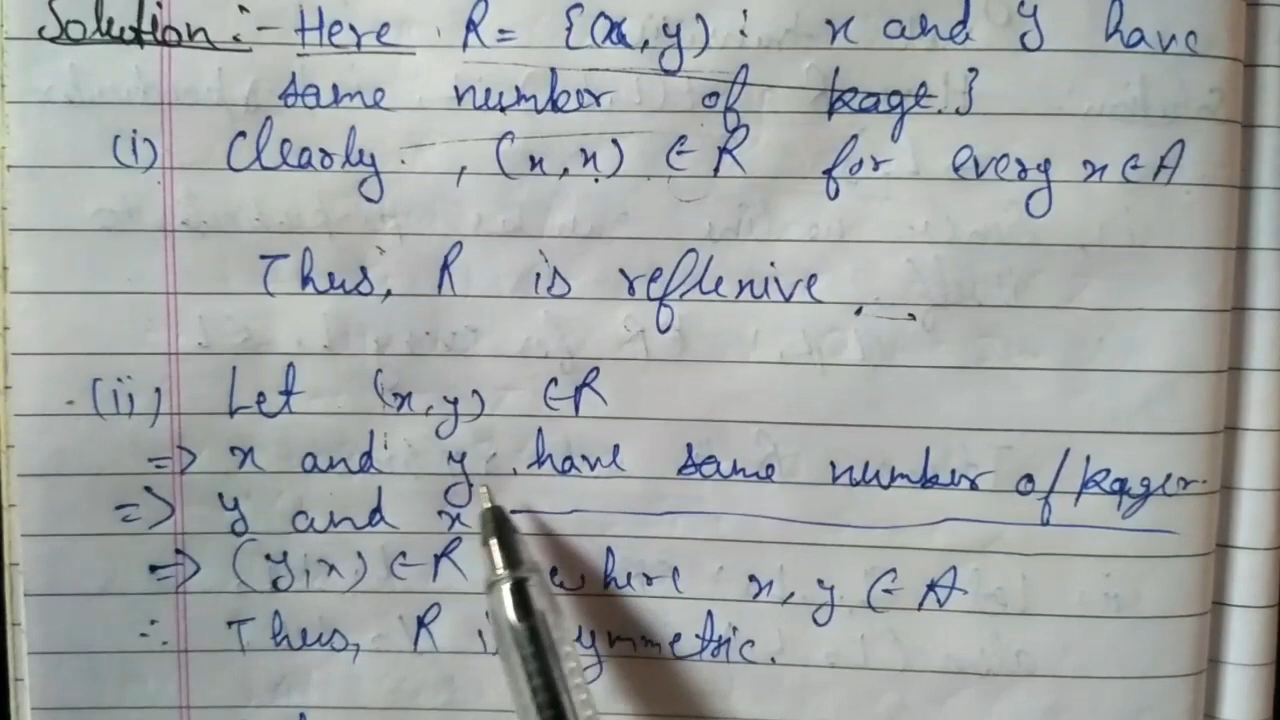 Solution :- Here R = {(x, y) : x and y have
same number of page.}
(i) Clearly , (x, x) ∈ R for every x ∈ A
Thus, R is reflexive
(ii) Let (x, y) ∈ R
=> x and y have same number of pages.
=> y and x
=> (y, x) ∈ R where x, y ∈ A
∴ Thus, R is symmetric.